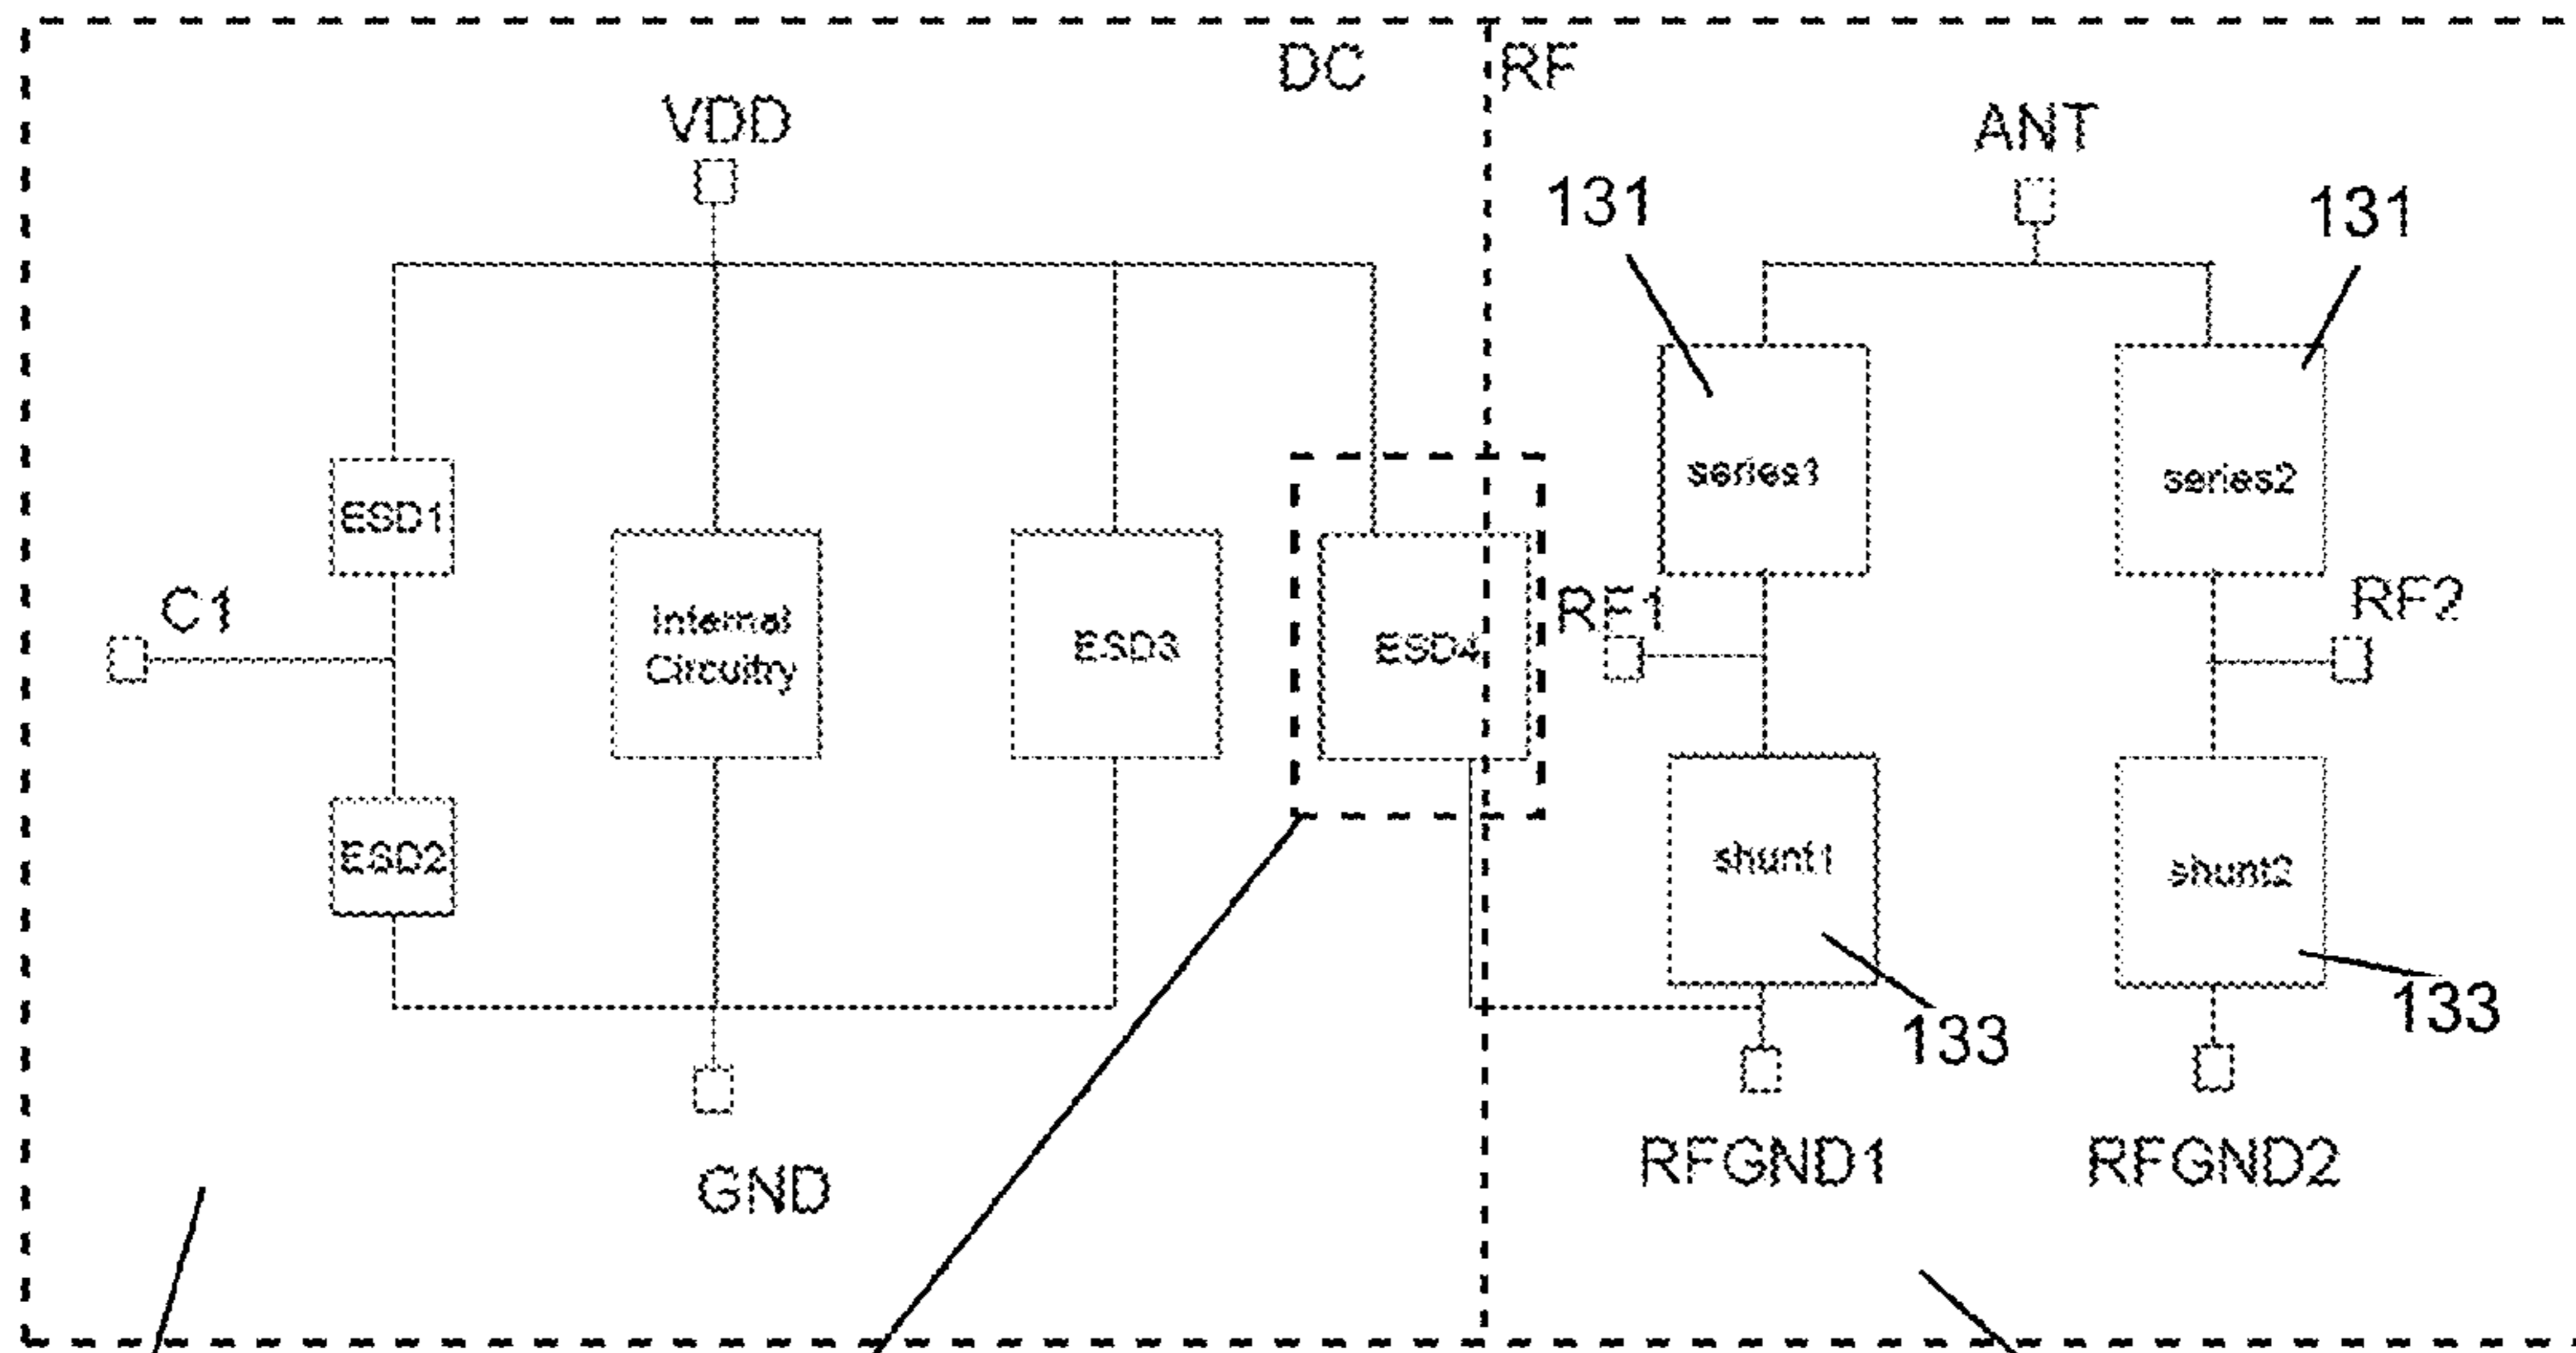 DC RF
VDD
ANT
131
131
ESD1
series1
series2
C1
Internal
Circuitry
ESD3
ESD4
RF1
RF2
ESD2
shunt1
shunt2
133
133
GND
RFGND1
RFGND2